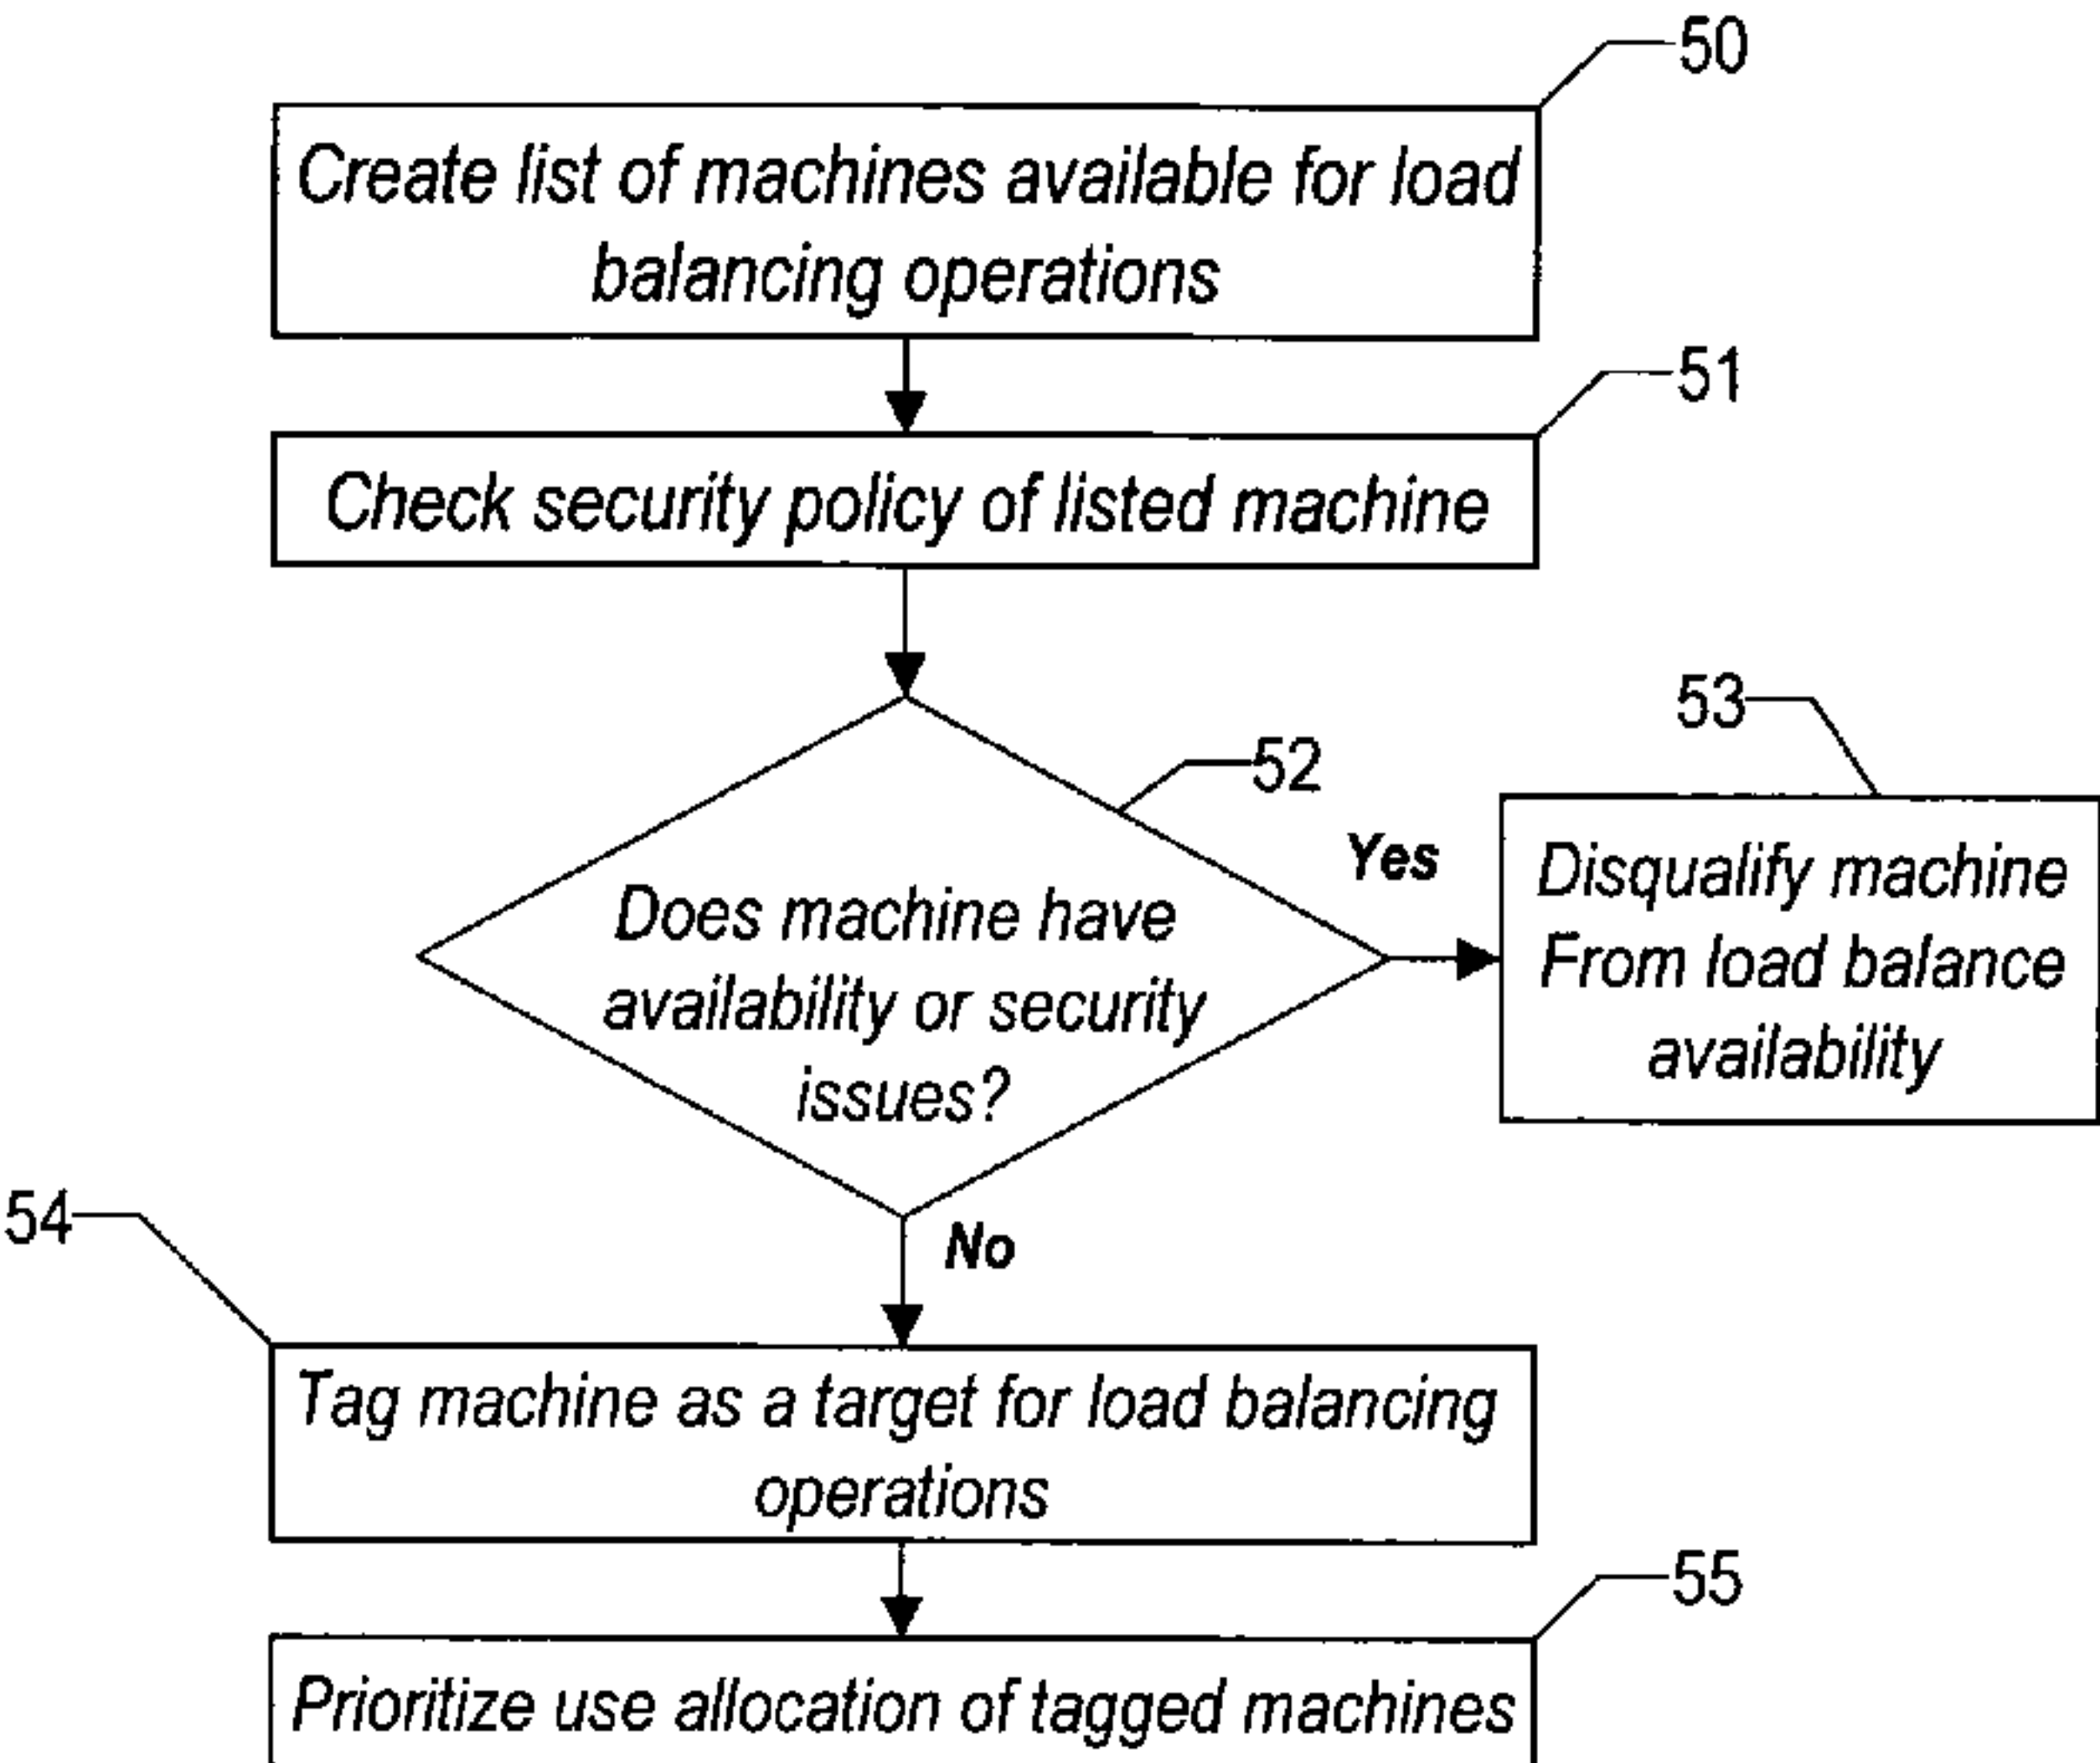 50
Create list of machines available for load
balancing operations
51
Check security policy of listed machine
52
53
Does machine have
availability or security
issues?
Yes
Disqualify machine
From load balance
availability
No
54
Tag machine as a target for load balancing
operations
55
Prioritize use allocation of tagged machines